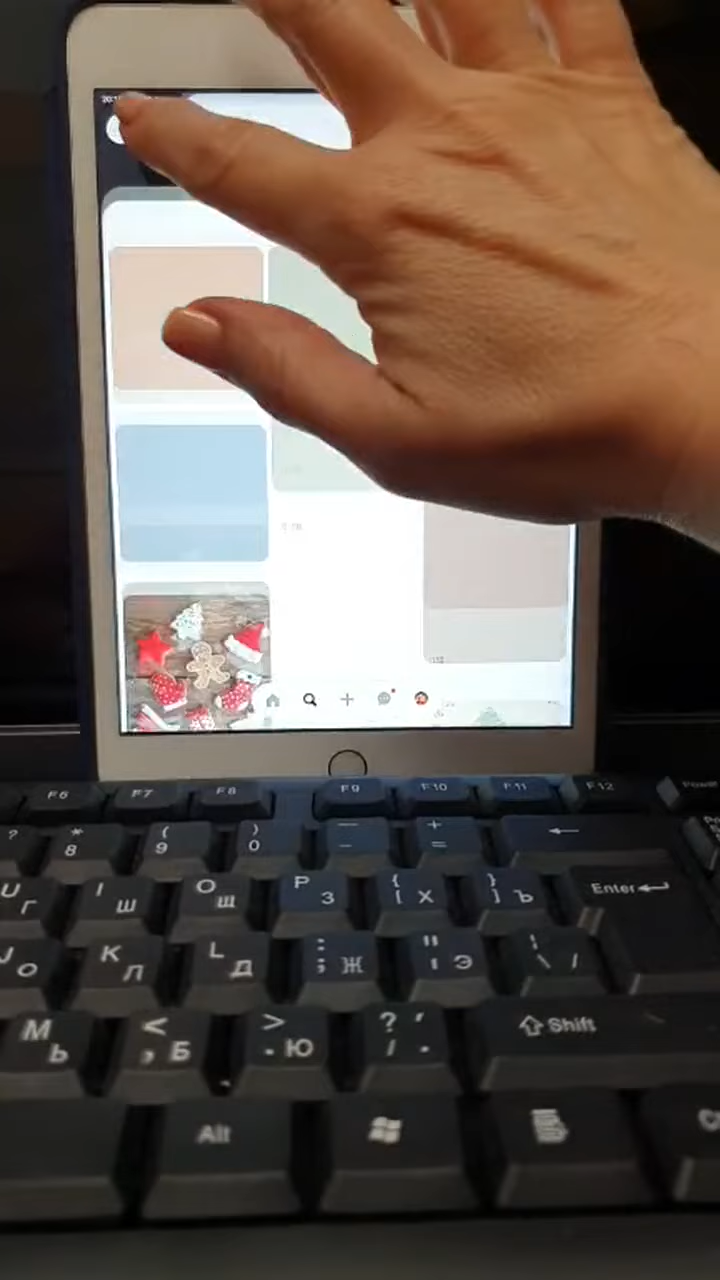 F6 F7 F8 F9 F10 F11 F12
? * 8 ( 9 ) 0 — - + =
U Г I Ш O Щ P З { [ Х } ] Ъ Enter
J О K Л L Д : ; Ж " ' Э \ /
M Ь < , Б > . Ю ? / ' . Shift
Alt